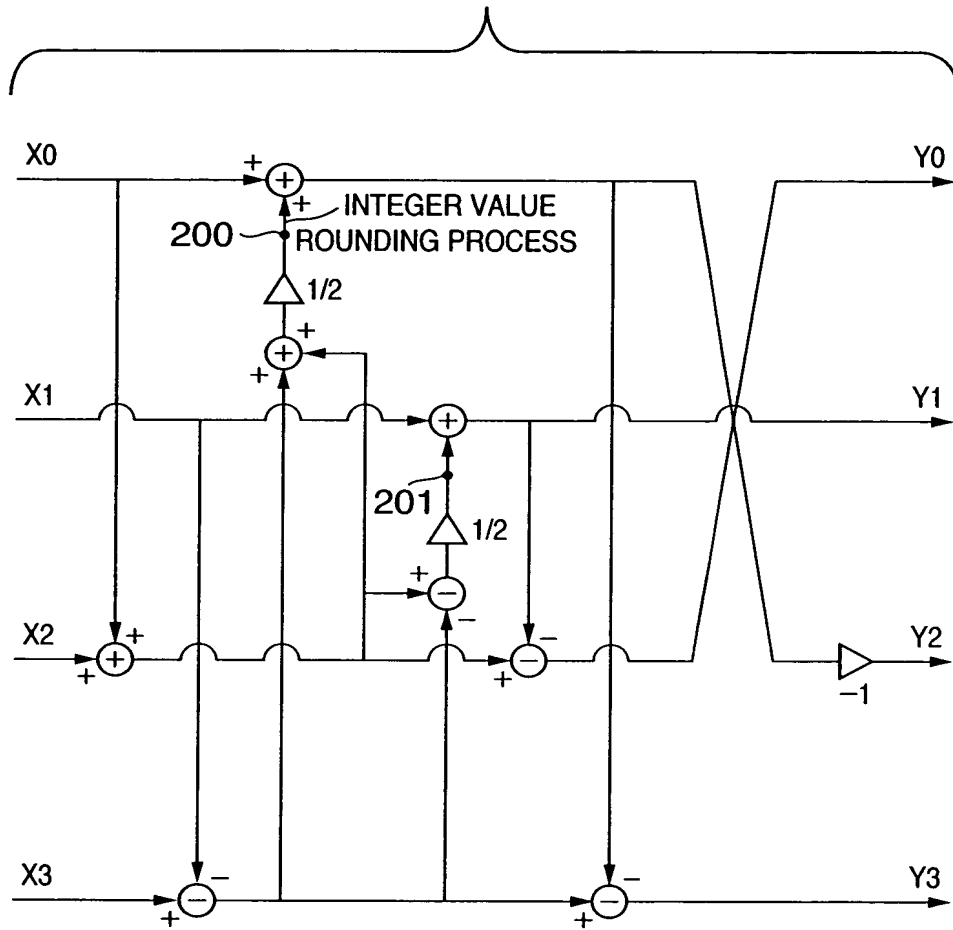 X0
+
+
+
Y0
INTEGER VALUE
200
ROUNDING PROCESS
1/2
+
+
+
X1
+
Y1
201
1/2
+
−
−
X2
+
+
+
−
−
+
Y2
−1
X3
−
−
+
−
−
+
Y3